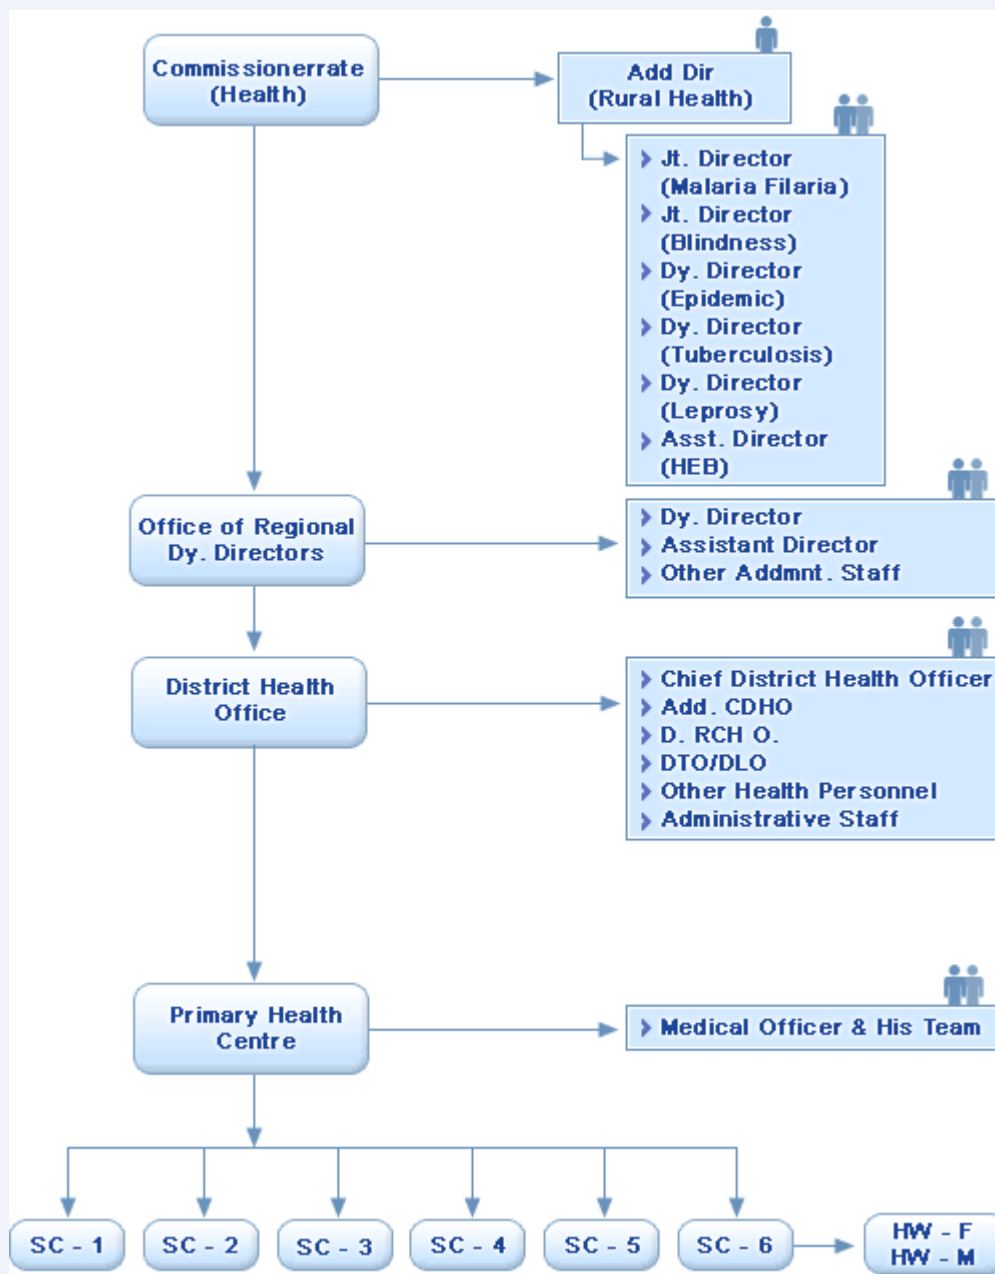 Commissionerrate
(Health)
Add Dir
(Rural Health)
Jt. Director
(Malaria Filaria)
Jt. Director
(Blindness)
Dy. Director
(Epidemic)
Dy. Director
(Tuberculosis)
Dy. Director
(Leprosy)
Asst. Director
(HEB)
Office of Regional
Dy. Directors
Dy. Director
Assistant Director
Other Addmnt. Staff
District Health
Office
Chief District Health Officer
Add. CDHO
D. RCH O.
DTO/DLO
Other Health Personnel
Administrative Staff
Primary Health
Centre
Medical Officer & His Team
SC - 1
SC - 2
SC - 3
SC - 4
SC - 5
SC - 6
HW - F
HW - M